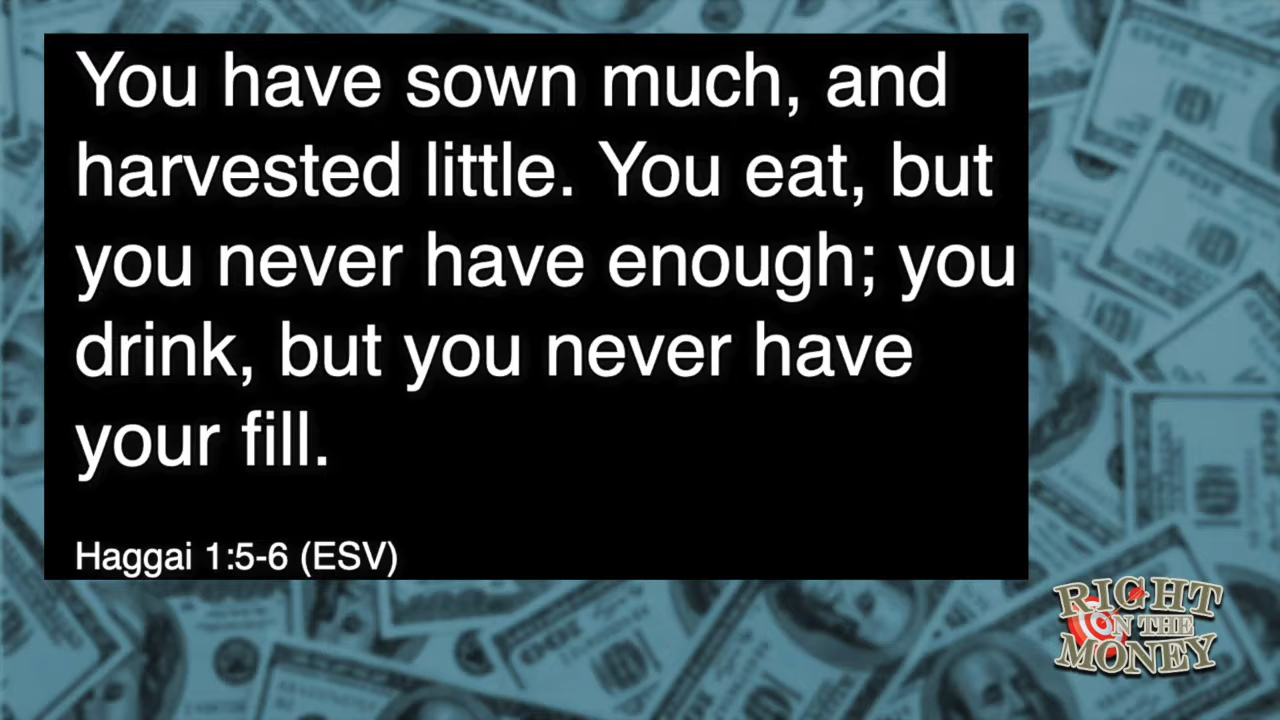 You have sown much, and
harvested little. You eat, but
you never have enough; you
drink, but you never have
your fill.
Haggai 1:5-6 (ESV)
RIGHT
ON THE
MONEY